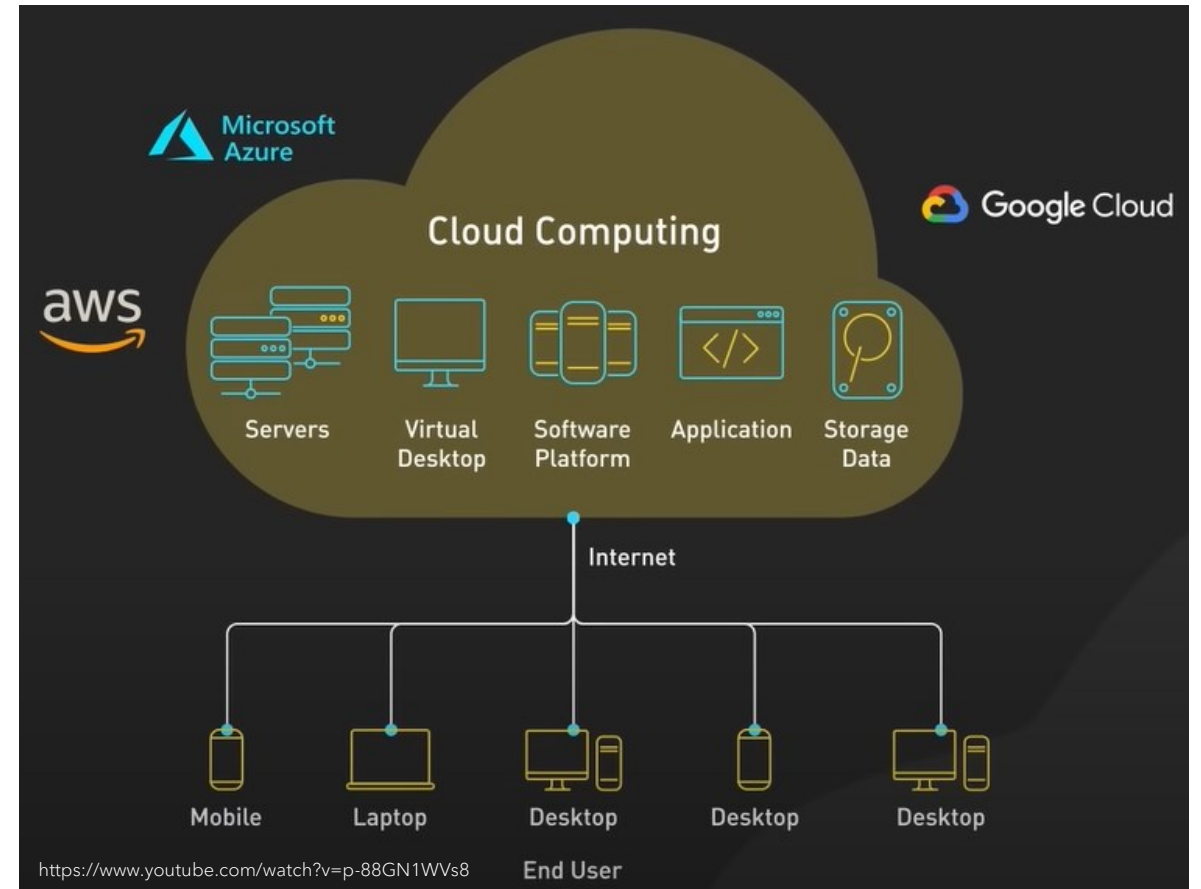 Microsoft
Azure
Google Cloud
Cloud Computing
aws
</>
Servers
Virtual
Desktop
Software
Platform
Application
Storage
Data
Internet
Mobile
Laptop
Desktop
Desktop
Desktop
https://www.youtube.com/watch?v=p-88GN1WVs8
End User